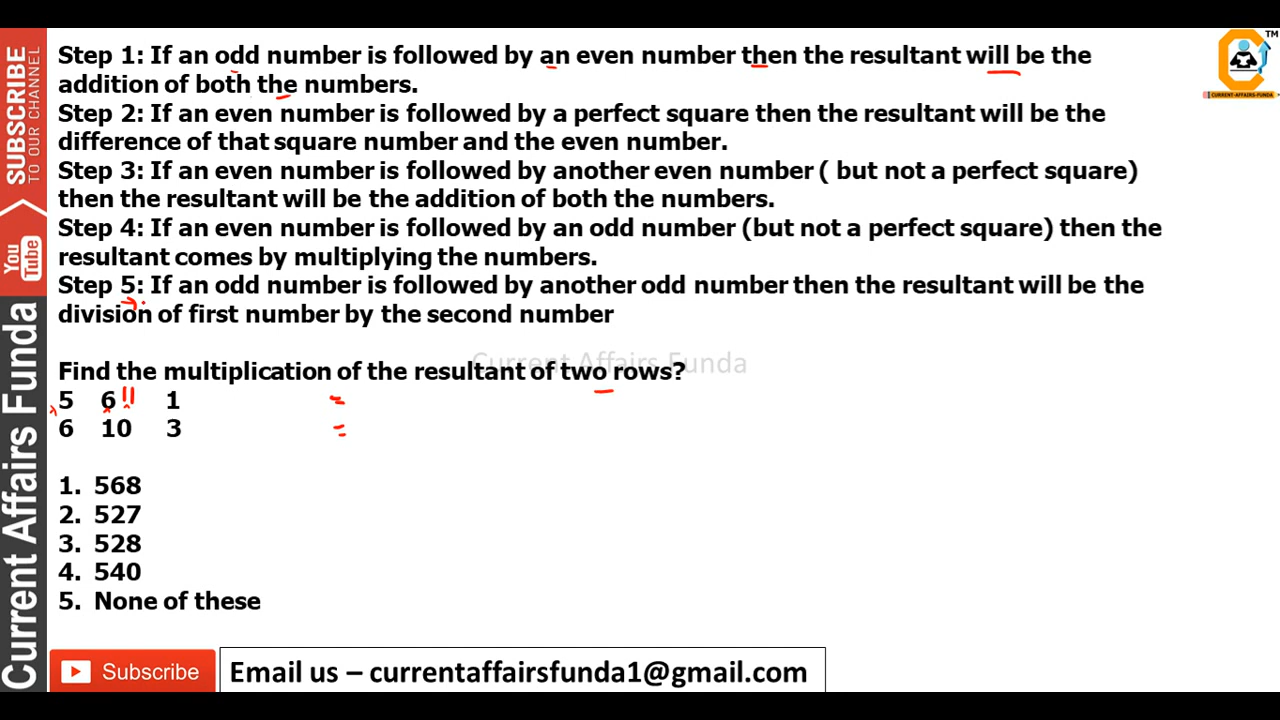 Step 1: If an odd number is followed by an even number then the resultant will be the
addition of both the numbers.
Step 2: If an even number is followed by a perfect square then the resultant will be the
difference of that square number and the even number.
Step 3: If an even number is followed by another even number ( but not a perfect square)
then the resultant will be the addition of both the numbers.
Step 4: If an even number is followed by an odd number (but not a perfect square) then the
resultant comes by multiplying the numbers.
Step 5: If an odd number is followed by another odd number then the resultant will be the
division of first number by the second number
Current Affairs Funda
Find the multiplication of the resultant of two rows?
5 6 11 1 =
6 10 3 =
1. 568
2. 527
3. 528
4. 540
5. None of these
Subscribe
Email us – currentaffairsfunda1@gmail.com
SUBSCRIBE
TO OUR CHANNEL
You
Tube
Current Affairs Funda
TM
CURRENT-AFFAIRS-FUNDA